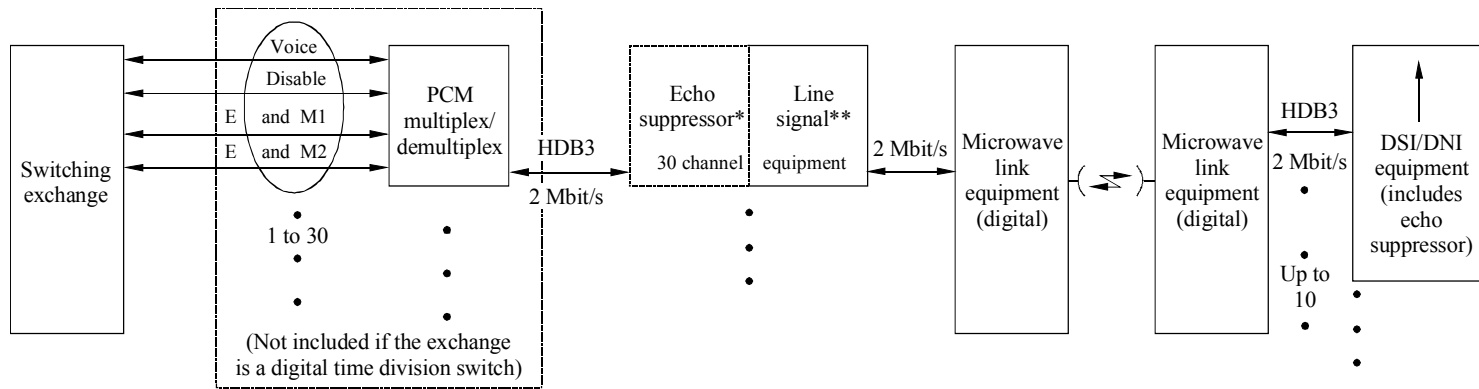 Switching
exchange
Voice
Disable
E and M1
E and M2
1 to 30
PCM
multiplex/
demultiplex
(Not included if the exchange
is a digital time division switch)
HDB3
2 Mbit/s
Echo
suppressor*
30 channel
Line
signal**
equipment
2 Mbit/s
Microwave
link
equipment
(digital)
Microwave
link
equipment
(digital)
HDB3
2 Mbit/s
Up to
10
DSI/DNI
equipment
(includes
echo
suppressor)